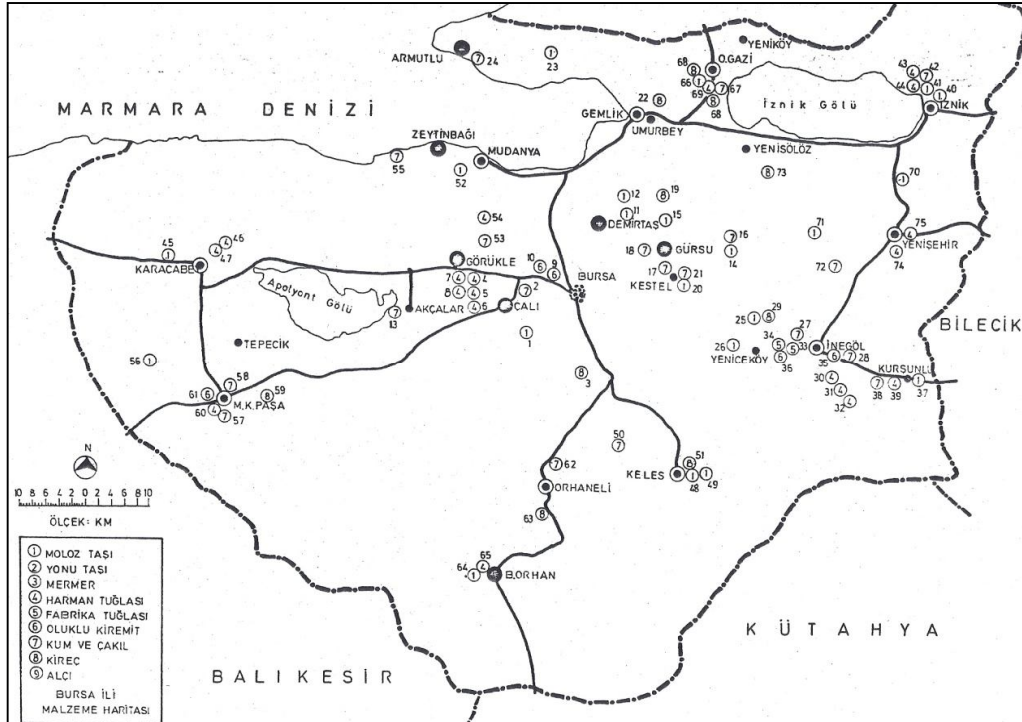 YENİKÖY
ARMUTLU
O.GAZİ
MARMARA DENİZİ
İznik Gölü
İZNİK
GEMLİK
UMURBEY
ZEYTİNBAĞI
MUDANYA
YENİSÖLÖZ
DEMİRTAŞ
GÜRSU
YENİŞEHİR
KARACABE
GÖRÜKLE
BURSA
KESTEL
Apolyont Gölü
AKÇALAR
ÇALI
BİLECİK
TEPECİK
YENİCEKÖY
İNEGÖL
KURŞUNLU
M.K.PAŞA
N
KELES
ORHANELİ
10 8 6 4 2 0 2 4 6 8 10
ÖLÇEK: KM
B.ORHAN
① MOLOZ TAŞI
② YONU TAŞI
③ MERMER
④ HARMAN TUĞLASI
⑤ FABRİKA TUĞLASI
⑥ OLUKLU KİREMİT
⑦ KUM VE ÇAKIL
⑧ KİREÇ
⑨ ALÇI
BURSA İLİ
MALZEME HARİTASI
KÜTAHYA
BALIKESİR